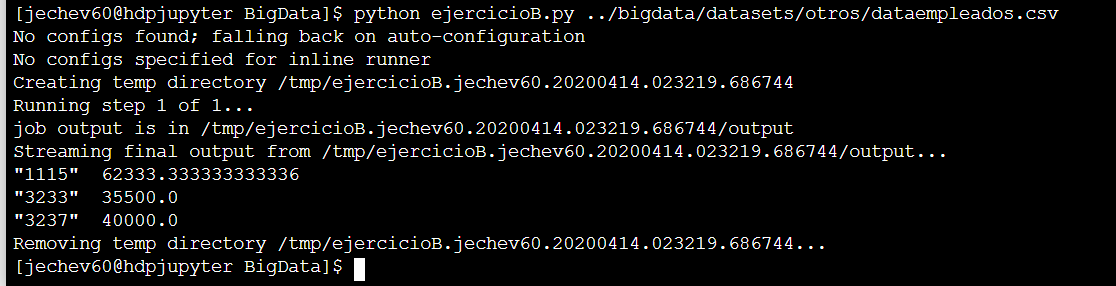 [jechev60@hdpjupyter BigData]$ python ejercicioB.py ../bigdata/datasets/otros/dataempleados.csv
No configs found; falling back on auto-configuration
No configs specified for inline runner
Creating temp directory /tmp/ejercicioB.jechev60.20200414.023219.686744
Running step 1 of 1...
job output is in /tmp/ejercicioB.jechev60.20200414.023219.686744/output
Streaming final output from /tmp/ejercicioB.jechev60.20200414.023219.686744/output...
"1115"  62333.333333333336
"3233"  35500.0
"3237"  40000.0
Removing temp directory /tmp/ejercicioB.jechev60.20200414.023219.686744...
[jechev60@hdpjupyter BigData]$